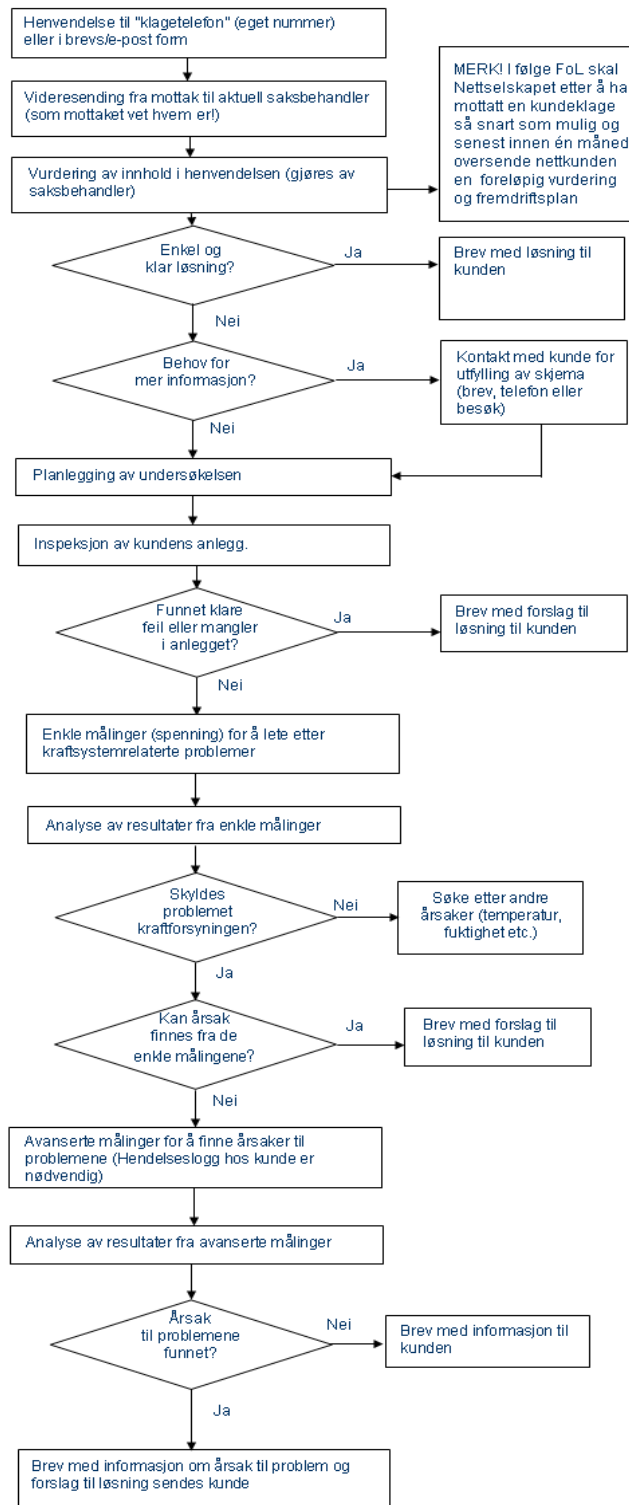 Henvendelse til "klagetelefon" (eget nummer)
eller i brevs/e-post form
MERK! I følge FoL skal
Nettselskapet etter å ha
mottatt en kundeklage
så snart som mulig og
senest innen én måned
oversende nettkunden
en foreløpig vurdering
og fremdriftsplan
Videresending fra mottak til aktuell saksbehandler
(som mottaket vet hvem er!)
Vurdering av innhold i henvendelsen (gjøres av
saksbehandler)
Enkel og
klar løsning?
Ja
Brev med løsning til
kunden
Nei
Behov for
mer informasjon?
Ja
Kontakt med kunde for
utfylling av skjema
(brev, telefon eller
besøk)
Nei
Planlegging av undersøkelsen
Inspeksjon av kundens anlegg.
Funnet klare
feil eller mangler
i anlegget?
Ja
Brev med forslag til
løsning til kunden
Nei
Enkle målinger (spenning) for å lete etter
kraftsystemrelaterte problemer
Analyse av resultater fra enkle målinger
Skyldes
problemet
kraftforsyningen?
Nei
Søke etter andre
årsaker (temperatur,
fuktighet etc.)
Ja
Kan årsak
finnes fra de
enkle målingene?
Ja
Brev med forslag til
løsning til kunden
Nei
Avanserte målinger for å finne årsaker til
problemene (Hendelseslogg hos kunde er
nødvendig)
Analyse av resultater fra avanserte målinger
Årsak
til problemene
funnet?
Nei
Brev med informasjon til
kunden
Ja
Brev med informasjon om årsak til problem og
forslag til løsning sendes kunde